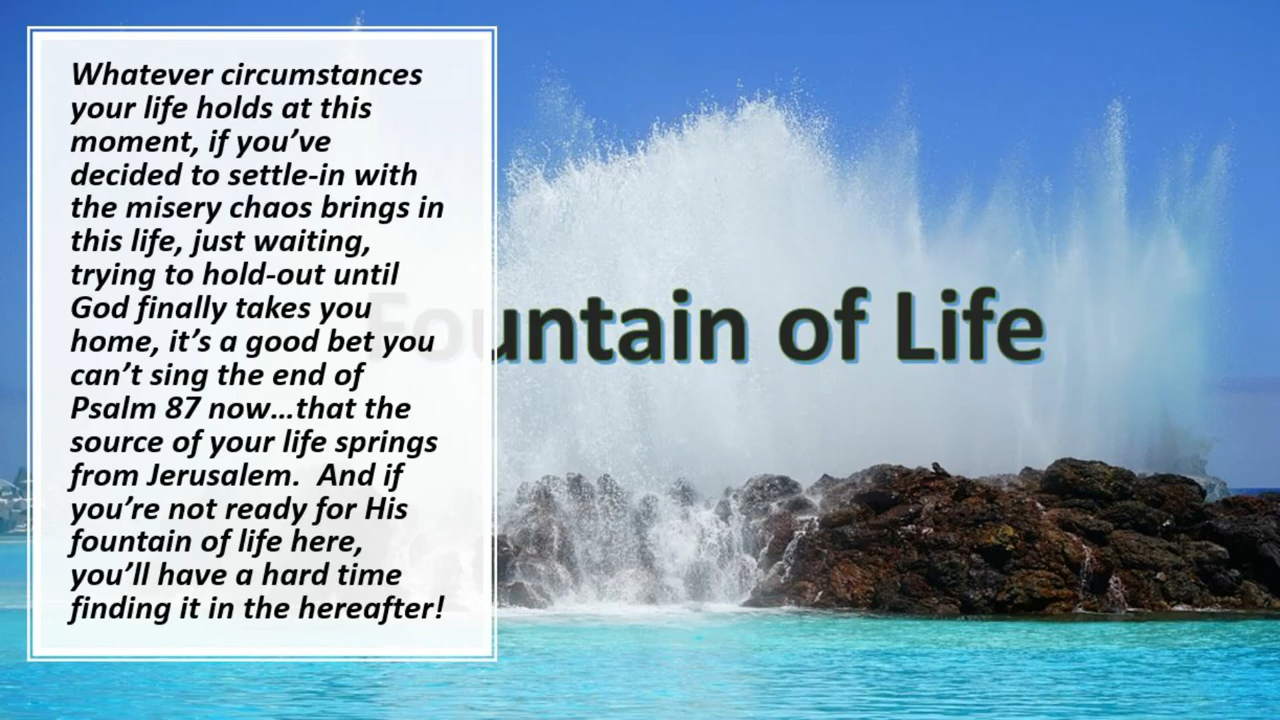 Whatever circumstances
your life holds at this
moment, if you’ve
decided to settle-in with
the misery chaos brings in
this life, just waiting,
trying to hold-out until
God finally takes you
home, it’s a good bet you
can’t sing the end of
Psalm 87 now...that the
source of your life springs
from Jerusalem.  And if
you’re not ready for His
fountain of life here,
you’ll have a hard time
finding it in the hereafter!
Fountain of Life